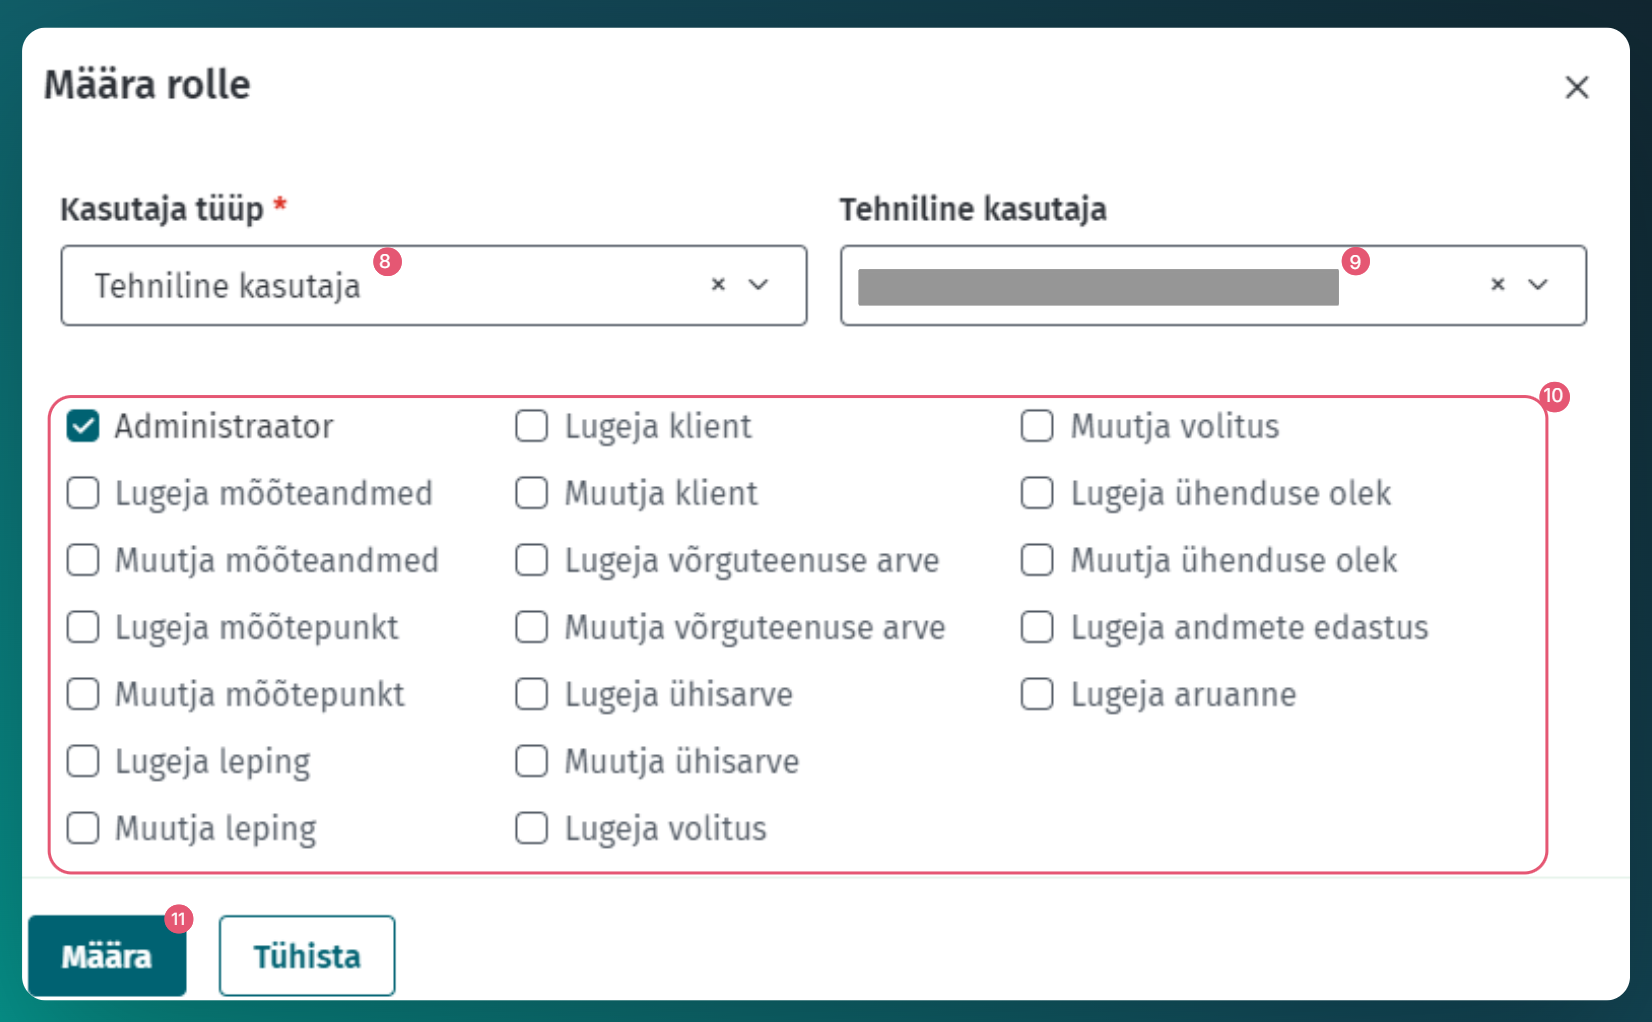 Määra rolle
Kasutaja tüüp *
Tehniline kasutaja
8
Tehniline kasutaja
9
10
Administraator
Lugeja mõõteandmed
Muutja mõõteandmed
Lugeja mõõtepunkt
Muutja mõõtepunkt
Lugeja leping
Muutja leping
Lugeja klient
Muutja klient
Lugeja võrguteenuse arve
Muutja võrguteenuse arve
Lugeja ühisarve
Muutja ühisarve
Lugeja volitus
Muutja volitus
Lugeja ühenduse olek
Muutja ühenduse olek
Lugeja andmete edastus
Lugeja aruanne
11
Määra
Tühista